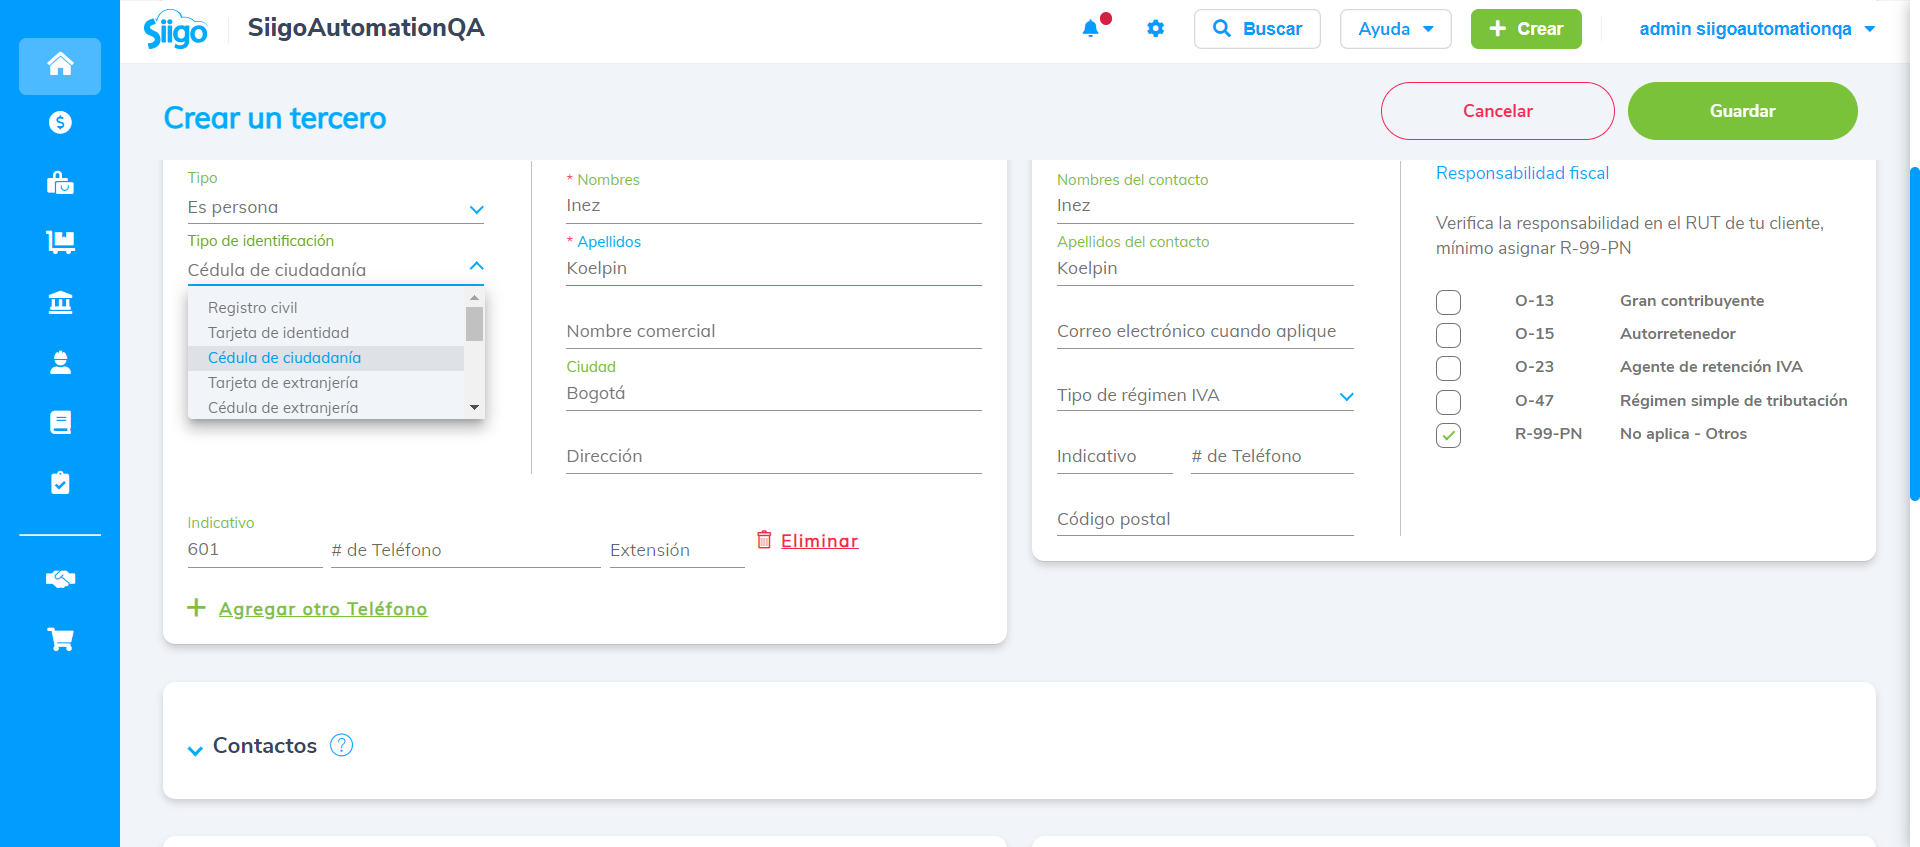 Siigo
SiigoAutomationQA
Buscar
Ayuda
Crear
admin siigoautomationqa
Crear un tercero
Cancelar
Guardar
Tipo
Es persona
Tipo de identificación
Cédula de ciudadanía
Registro civil
Tarjeta de identidad
Cédula de ciudadanía
Tarjeta de extranjería
Cédula de extranjería
* Nombres
Inez
* Apellidos
Koelpin
Nombre comercial
Ciudad
Bogotá
Dirección
Indicativo
601
# de Teléfono
Extensión
Eliminar
Agregar otro Teléfono
Nombres del contacto
Inez
Apellidos del contacto
Koelpin
Correo electrónico cuando aplique
Tipo de régimen IVA
Indicativo
# de Teléfono
Código postal
Responsabilidad fiscal
Verifica la responsabilidad en el RUT de tu cliente,
mínimo asignar R-99-PN
O-13 Gran contribuyente
O-15 Autorretenedor
O-23 Agente de retención IVA
O-47 Régimen simple de tributación
R-99-PN No aplica - Otros
Contactos ?